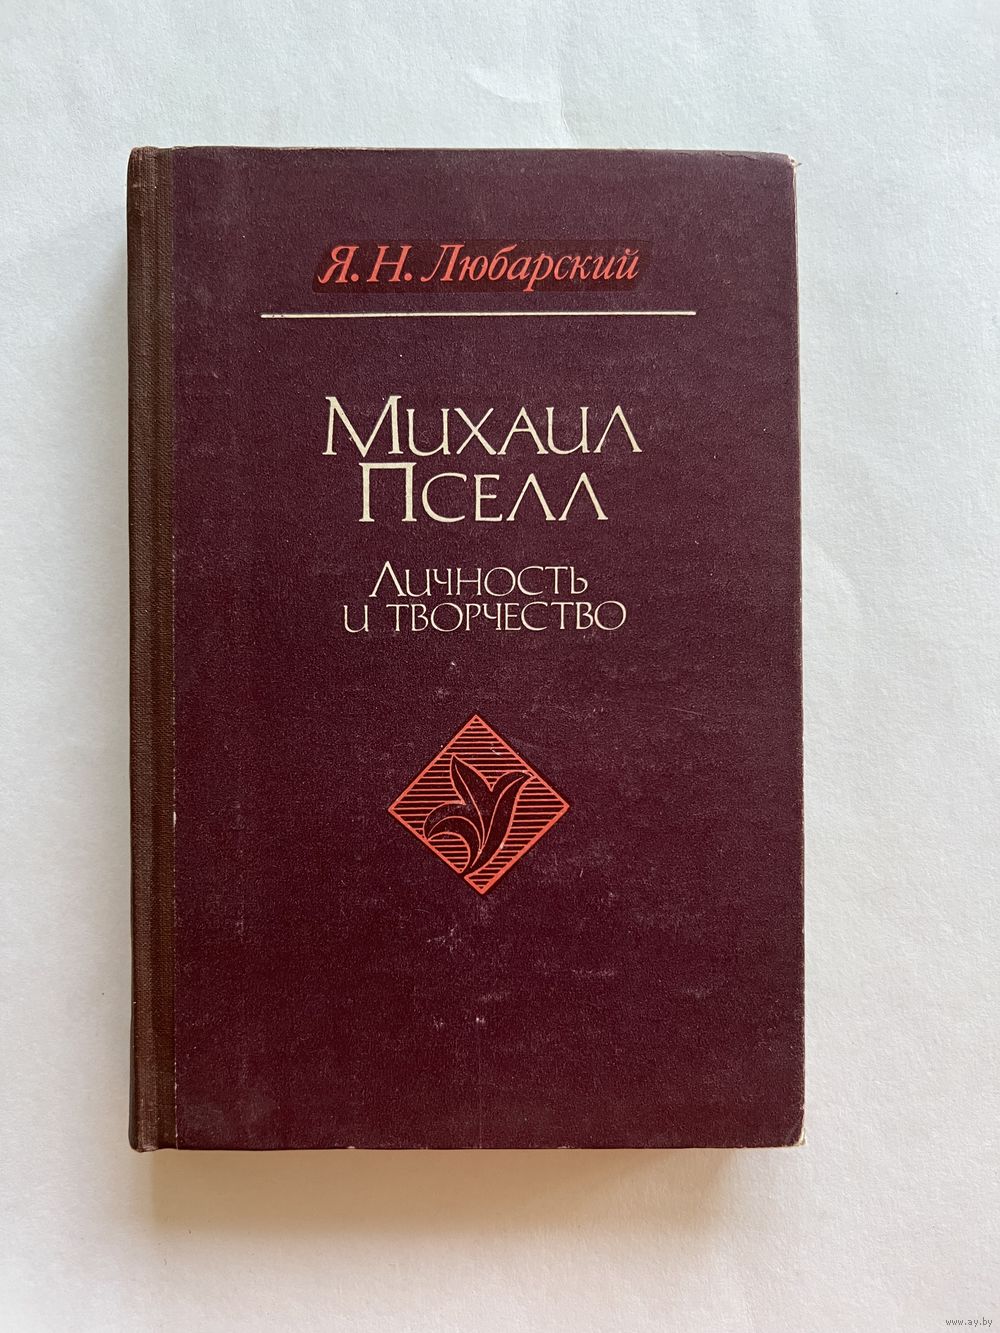 Я. Н. Любарский
Михаил
Пселл
Личность
и творчество
www.ay.by